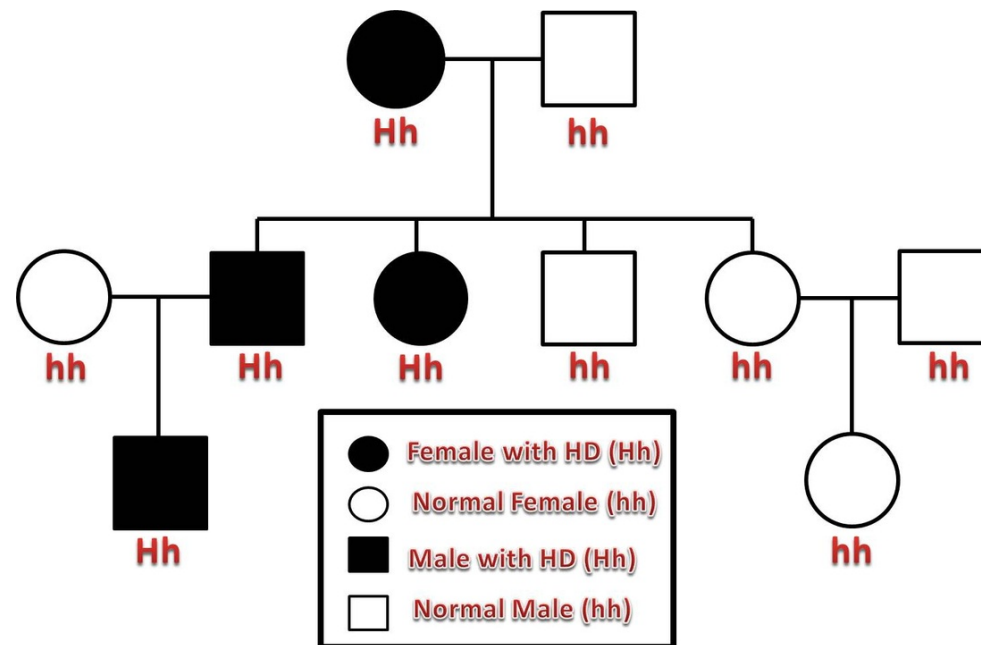 Hh hh
hh Hh Hh hh hh hh
Female with HD (Hh)
Normal Female (hh)
Hh Male with HD (Hh) hh
Normal Male (hh)